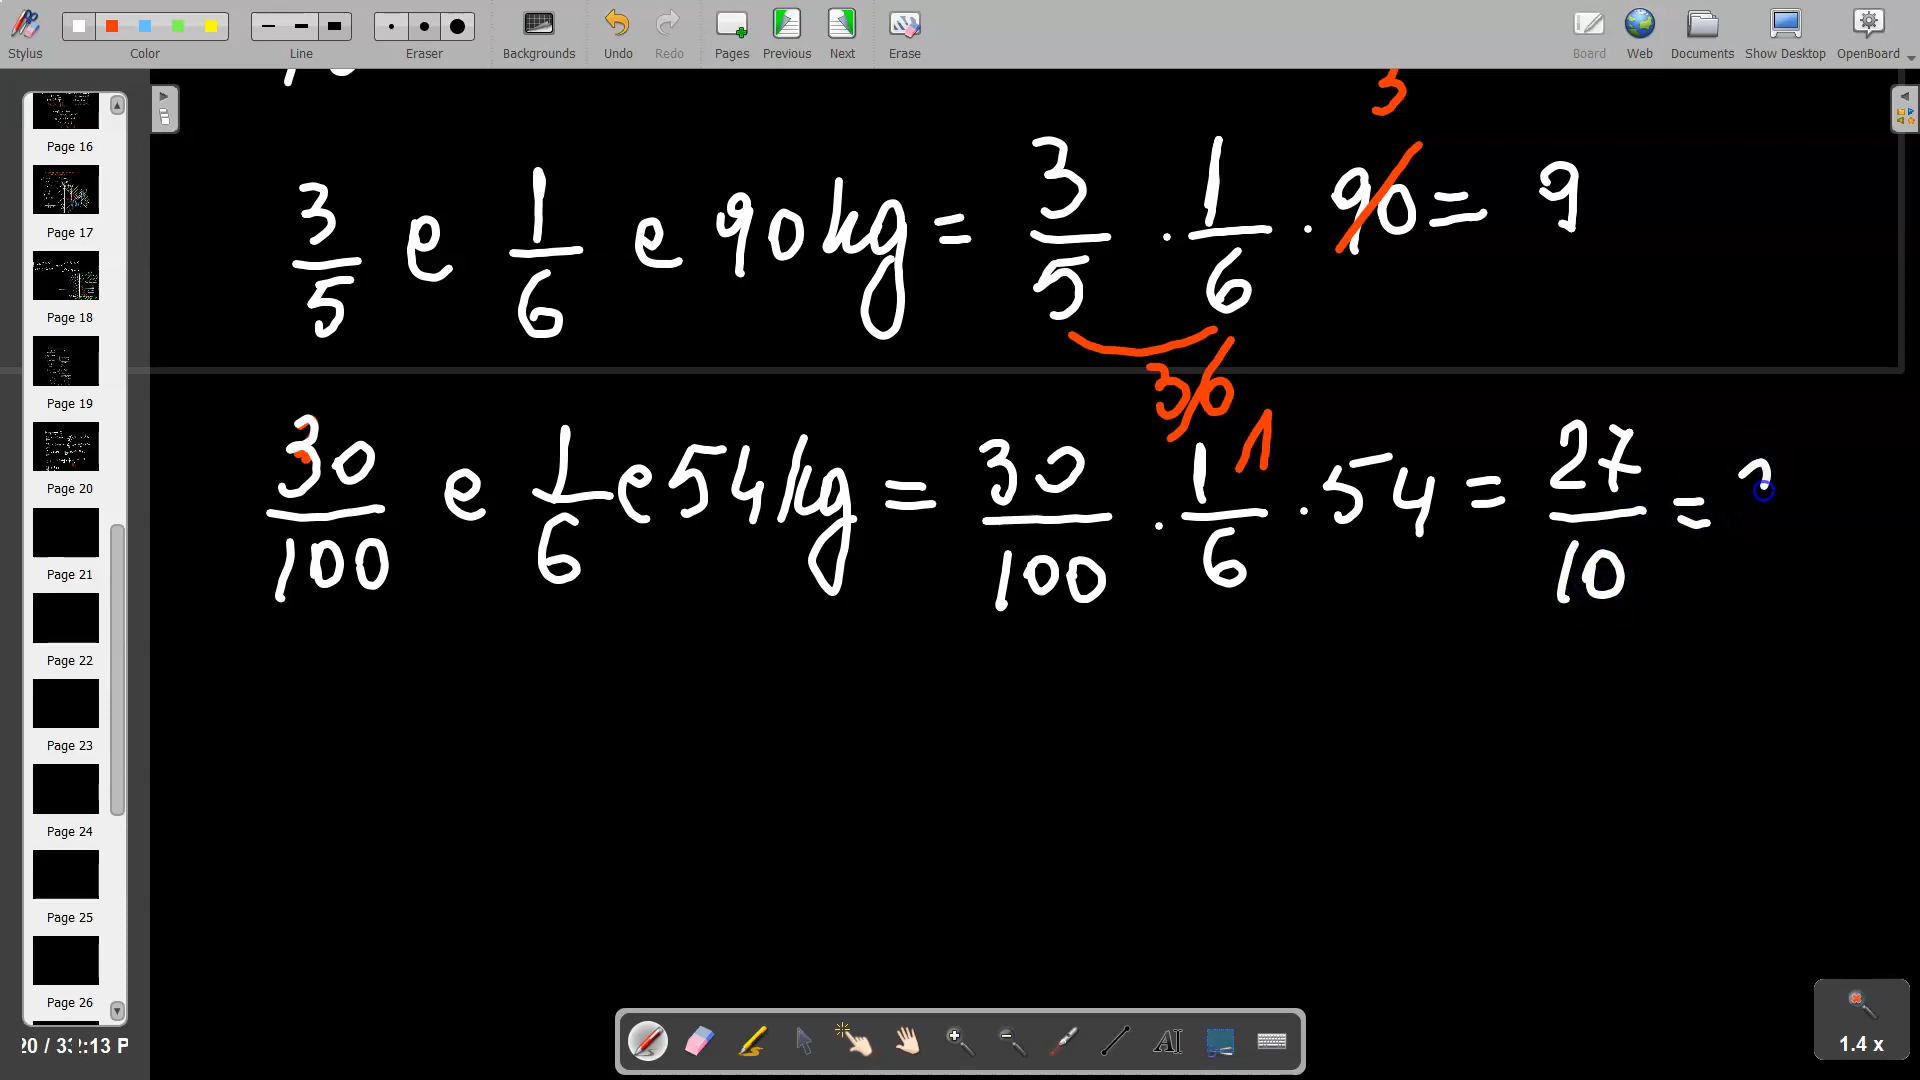 Stylus Color Line Eraser Backgrounds Undo Redo Pages Previous Next Erase Board Web Documents Show Desktop OpenBoard
3
3/5 e 1/6 e 90kg = 3/5 · 1/6 · 90 = 9
30 1
30/100 e 1/6 e 54kg = 30/100 · 1/6 · 54 = 27/10 =
Page 16
Page 17
Page 18
Page 19
Page 20
Page 21
Page 22
Page 23
Page 24
Page 25
Page 26
1.4 x